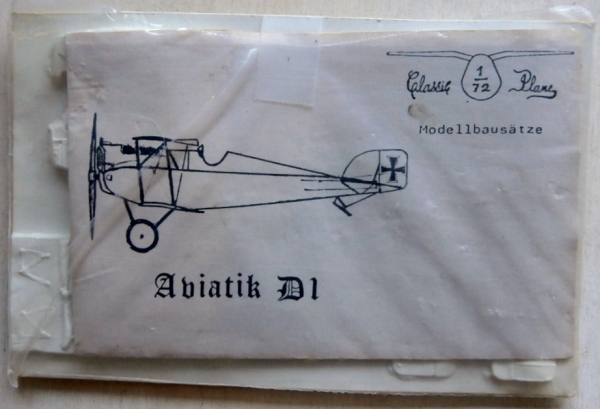 Classic 1/72 Plane
Modellbausätze
Aviatik D1